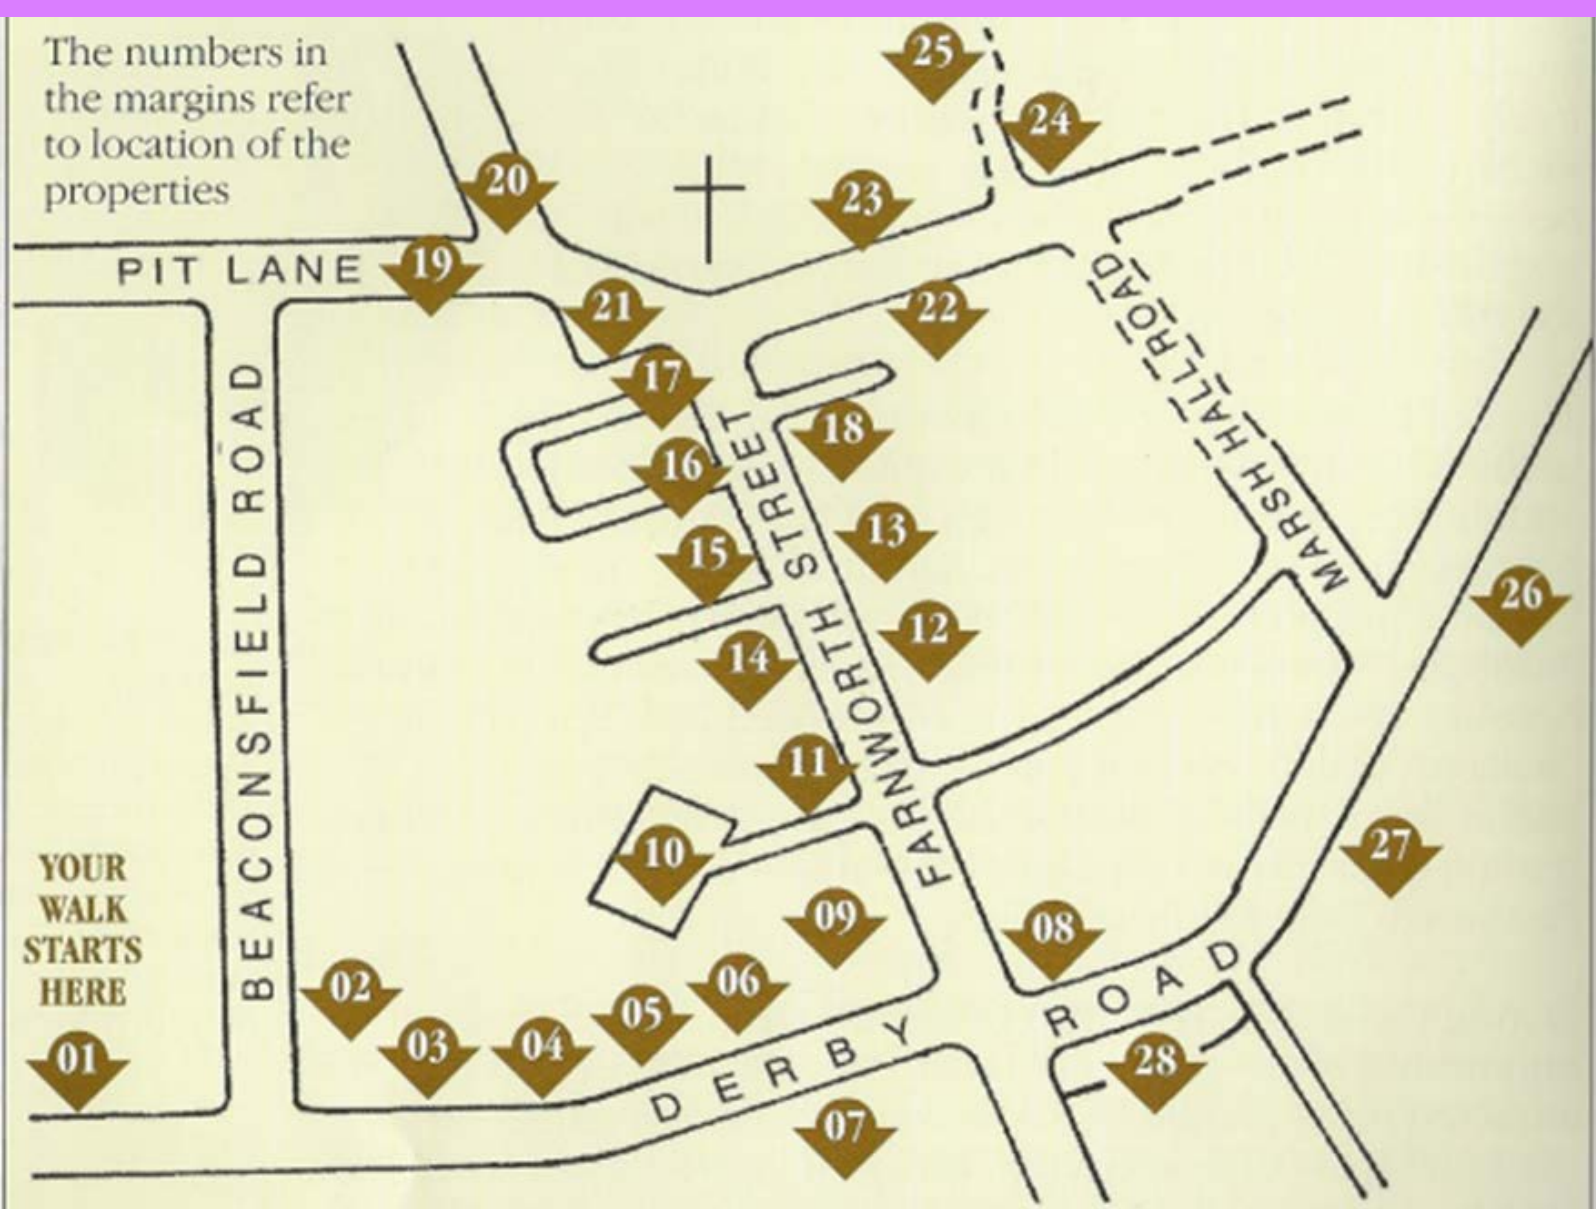 The numbers in
the margins refer
to location of the
properties
25
24
20
23
PIT LANE
19
21
22
17
18
16
13
15
12
14
11
10
09
08
02
06
05
03
04
01
28
07
26
27
BEACONSFIELD ROAD
FARNWORTH STREET
MARSH HALL ROAD
DERBY ROAD
YOUR
WALK
STARTS
HERE